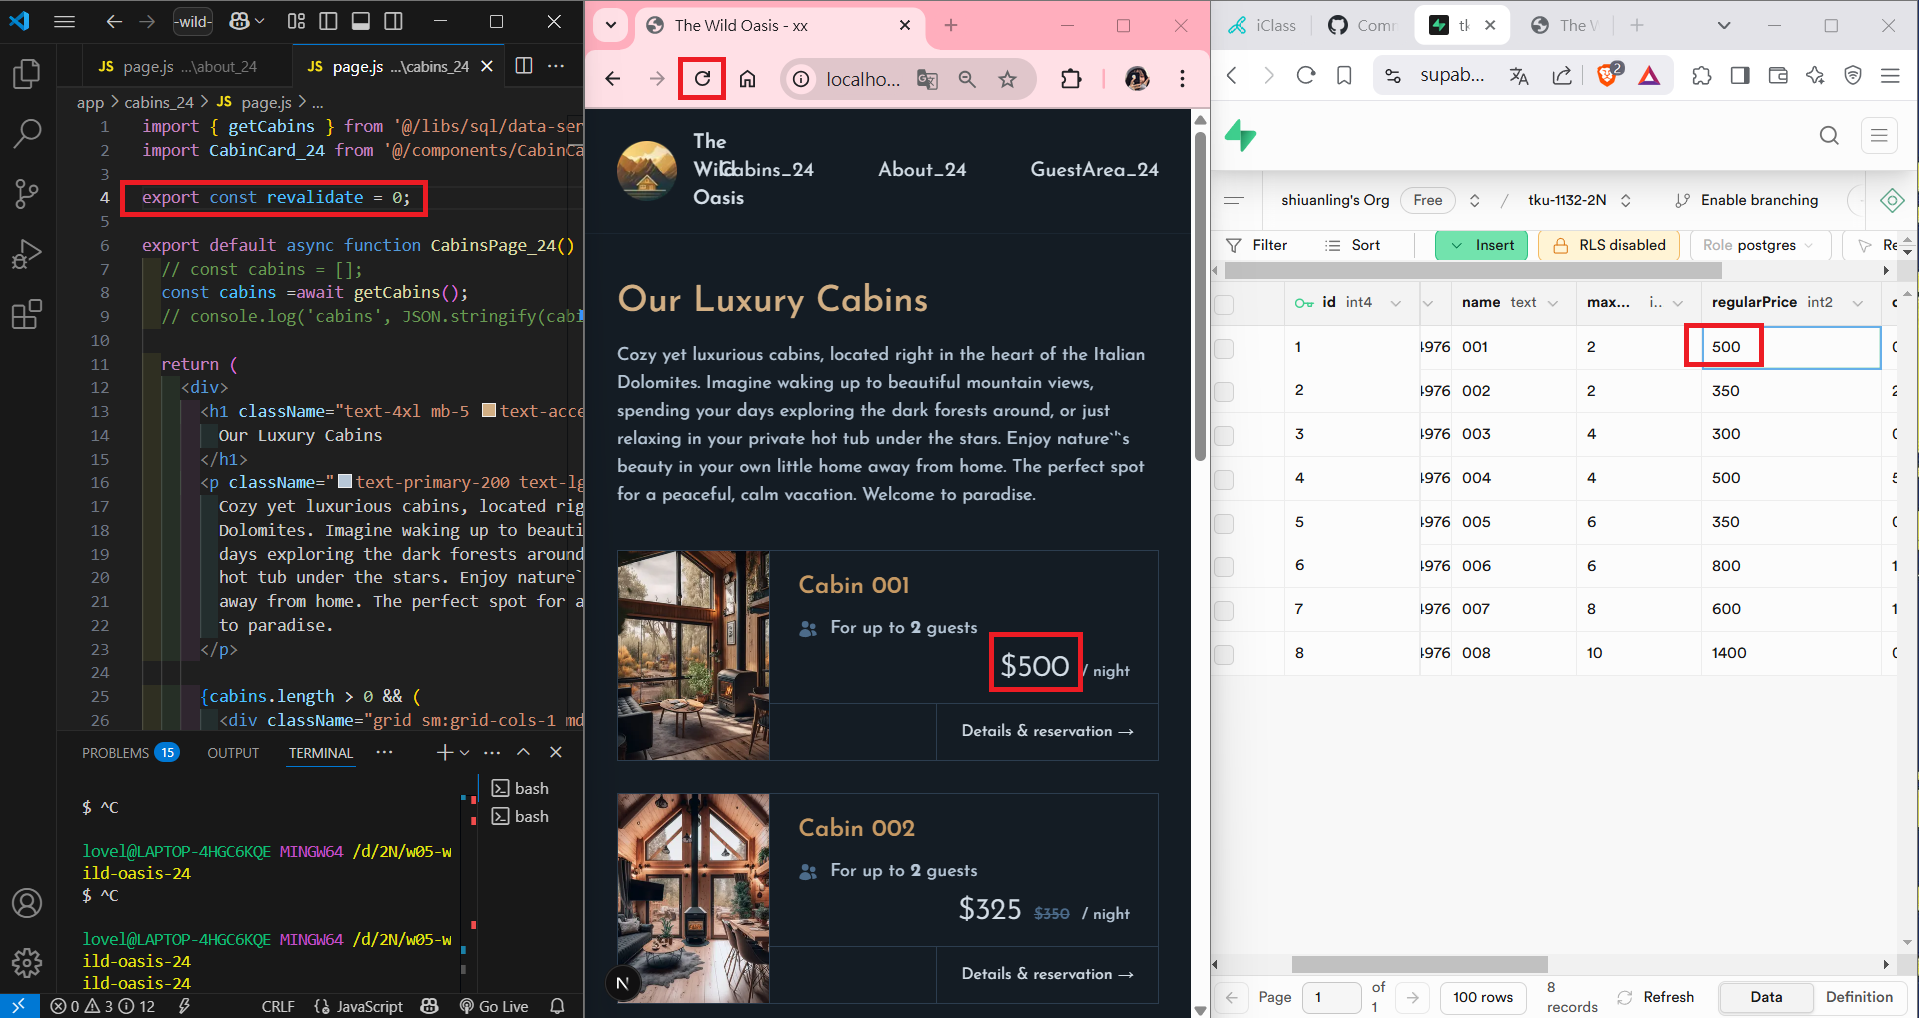 -wild-
page.js ...\about_24
page.js ...\cabins_24
app > cabins_24 > JS page.js > ...
1 import { getCabins } from '@/libs/sql/data-ser
2 import CabinCard_24 from '@/components/CabinCa
3
4 export const revalidate = 0;
5
6 export default async function CabinsPage_24()
7 // const cabins = [];
8 const cabins =await getCabins();
9 // console.log('cabins', JSON.stringify(cabi
10
11 return (
12 <div>
13 <h1 className="text-4xl mb-5 text-acce
14 Our Luxury Cabins
15 </h1>
16 <p className="text-primary-200 text-lg
17 Cozy yet luxurious cabins, located rig
18 Dolomites. Imagine waking up to beauti
19 days exploring the dark forests around
20 hot tub under the stars. Enjoy nature`
21 away from home. The perfect spot for a
22 to paradise.
23 </p>
24
25 {cabins.length > 0 && (
26 <div className="grid sm:grid-cols-1 md
PROBLEMS 15 OUTPUT TERMINAL ...
bash
bash
$ ^C
lovel@LAPTOP-4HGC6KQE MINGW64 /d/2N/w05-w
ild-oasis-24
$ ^C
lovel@LAPTOP-4HGC6KQE MINGW64 /d/2N/w05-w
ild-oasis-24
ild-oasis-24
0 3 12 CRLF {} JavaScript Go Live
The Wild Oasis - xx
localho...
The
Wild
Oasis
Cabins_24 About_24 GuestArea_24
Our Luxury Cabins
Cozy yet luxurious cabins, located right in the heart of the Italian
Dolomites. Imagine waking up to beautiful mountain views,
spending your days exploring the dark forests around, or just
relaxing in your private hot tub under the stars. Enjoy nature`'`s
beauty in your own little home away from home. The perfect spot
for a peaceful, calm vacation. Welcome to paradise.
Cabin 001
For up to 2 guests
$500 / night
Details & reservation →
Cabin 002
For up to 2 guests
$325 $350 / night
Details & reservation →
N
iClass Comm tk The W
supab... 2
shiuanling's Org Free / tku-1132-2N Enable branching
Filter Sort Insert RLS disabled Role postgres Re
id int4 name text max... i.. regularPrice int2
1 4976 001 2 500
2 4976 002 2 350
3 4976 003 4 300
4 4976 004 4 500
5 4976 005 6 350
6 4976 006 6 800
7 4976 007 8 600
8 4976 008 10 1400
Page 1 of 1 100 rows 8 records Refresh Data Definition